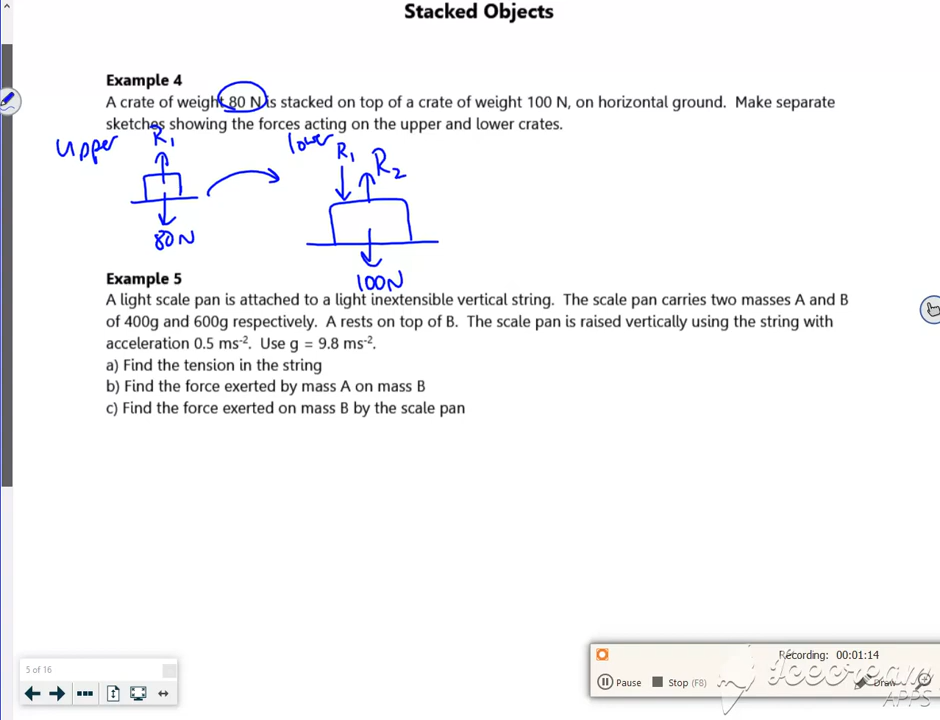 Stacked Objects
Example 4
A crate of weight 80 N is stacked on top of a crate of weight 100 N, on horizontal ground. Make separate
sketches showing the forces acting on the upper and lower crates.
upper
R₁
80N
lower
R₁
R₂
100N
Example 5
A light scale pan is attached to a light inextensible vertical string. The scale pan carries two masses A and B
of 400g and 600g respectively. A rests on top of B. The scale pan is raised vertically using the string with
acceleration 0.5 ms⁻². Use g = 9.8 ms⁻².
a) Find the tension in the string
b) Find the force exerted by mass A on mass B
c) Find the force exerted on mass B by the scale pan
5 of 16
Recording: 00:01:14
Pause
Stop (F8)
Draw
Icecream
APPS